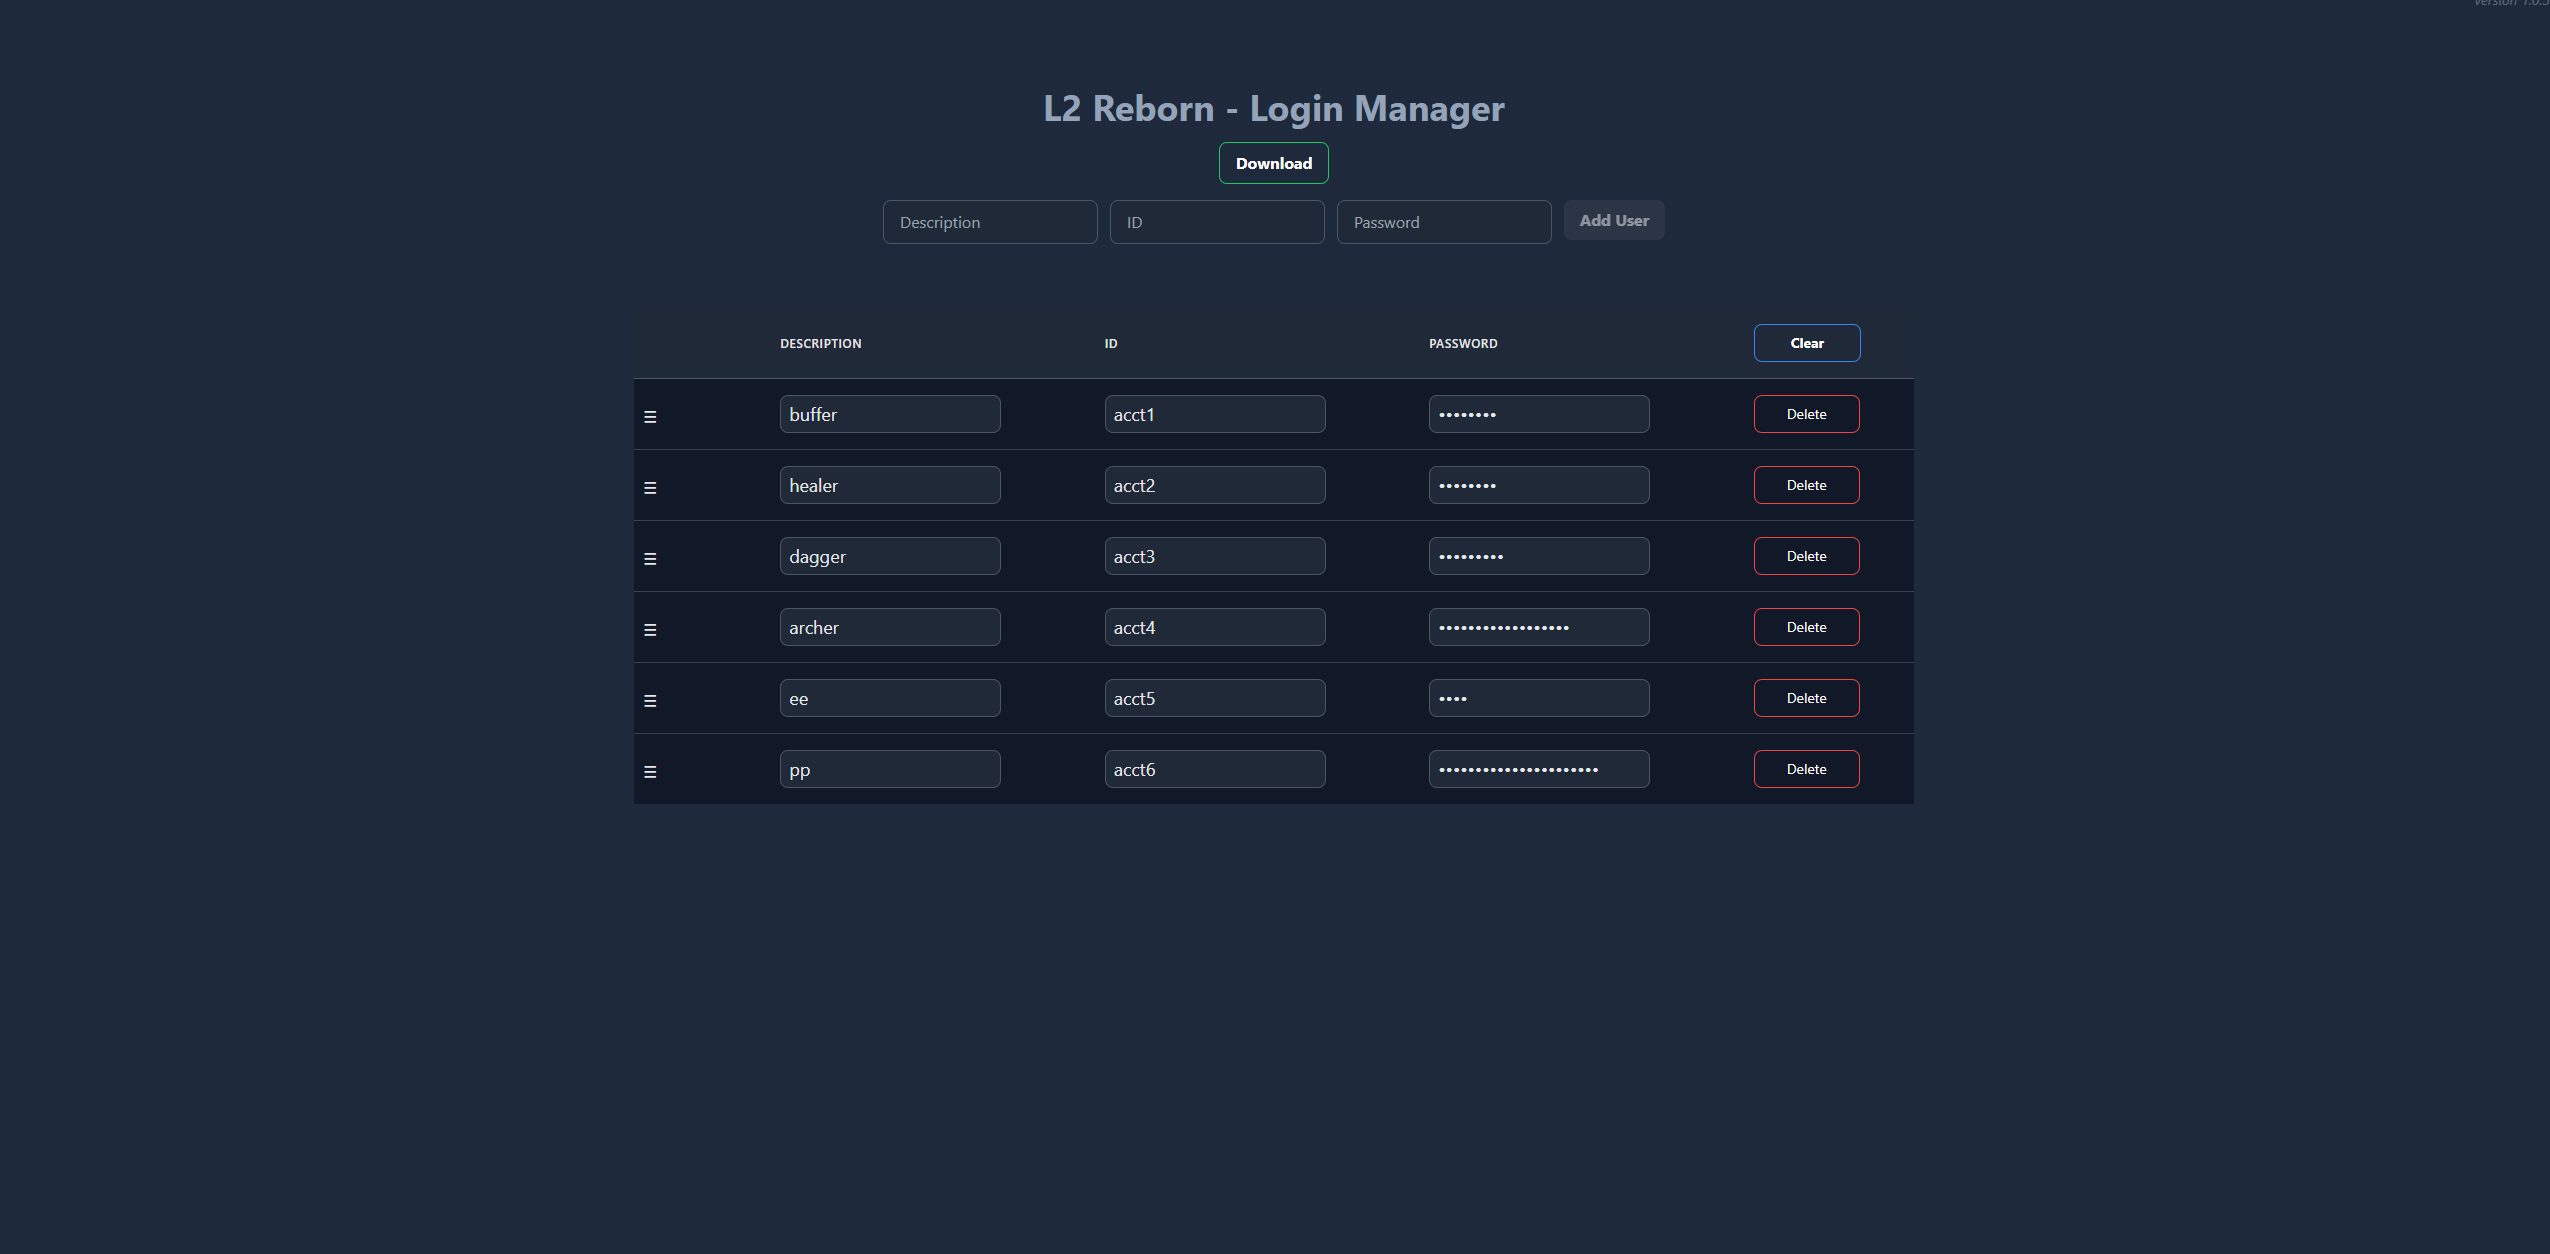 L2 Reborn - Login Manager
Download
Description ID Password Add User
DESCRIPTION ID PASSWORD Clear
buffer acct1 •••••••• Delete
healer acct2 •••••••• Delete
dagger acct3 ••••••••• Delete
archer acct4 •••••••••••••••••• Delete
ee acct5 •••• Delete
pp acct6 •••••••••••••••••••••• Delete